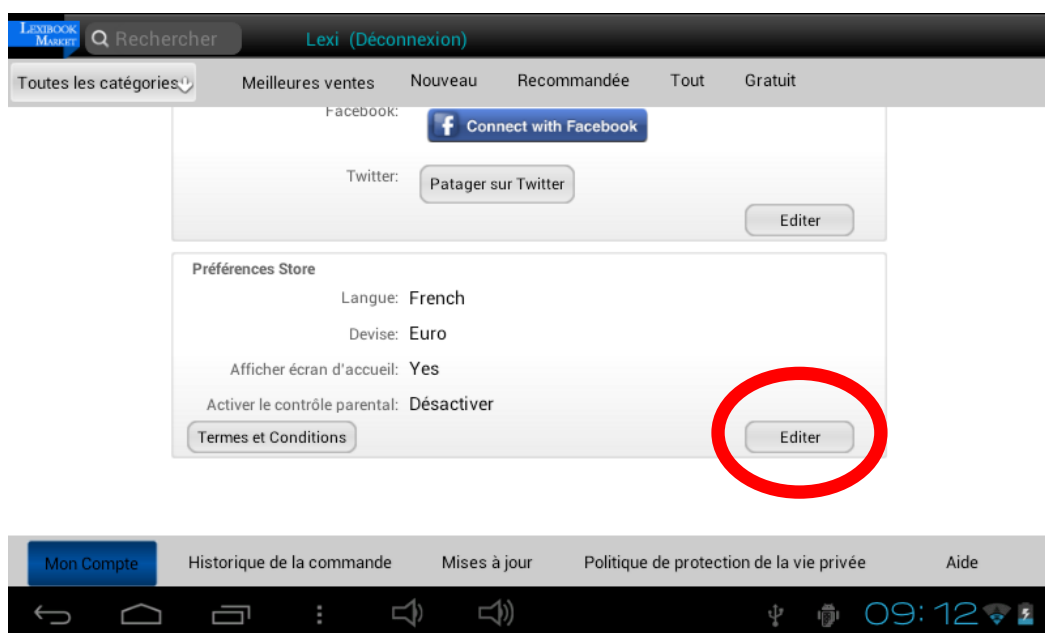 LEXIBOOK
MARKET
Rechercher
Lexi (Déconnexion)
Toutes les catégories
Meilleures ventes
Nouveau
Recommandée
Tout
Gratuit
Facebook:
f Connect with Facebook
Twitter:
Patager sur Twitter
Editer
Préférences Store
Langue: French
Devise: Euro
Afficher écran d'accueil: Yes
Activer le contrôle parental: Désactiver
Termes et Conditions
Editer
Mon Compte
Historique de la commande
Mises à jour
Politique de protection de la vie privée
Aide
09:12